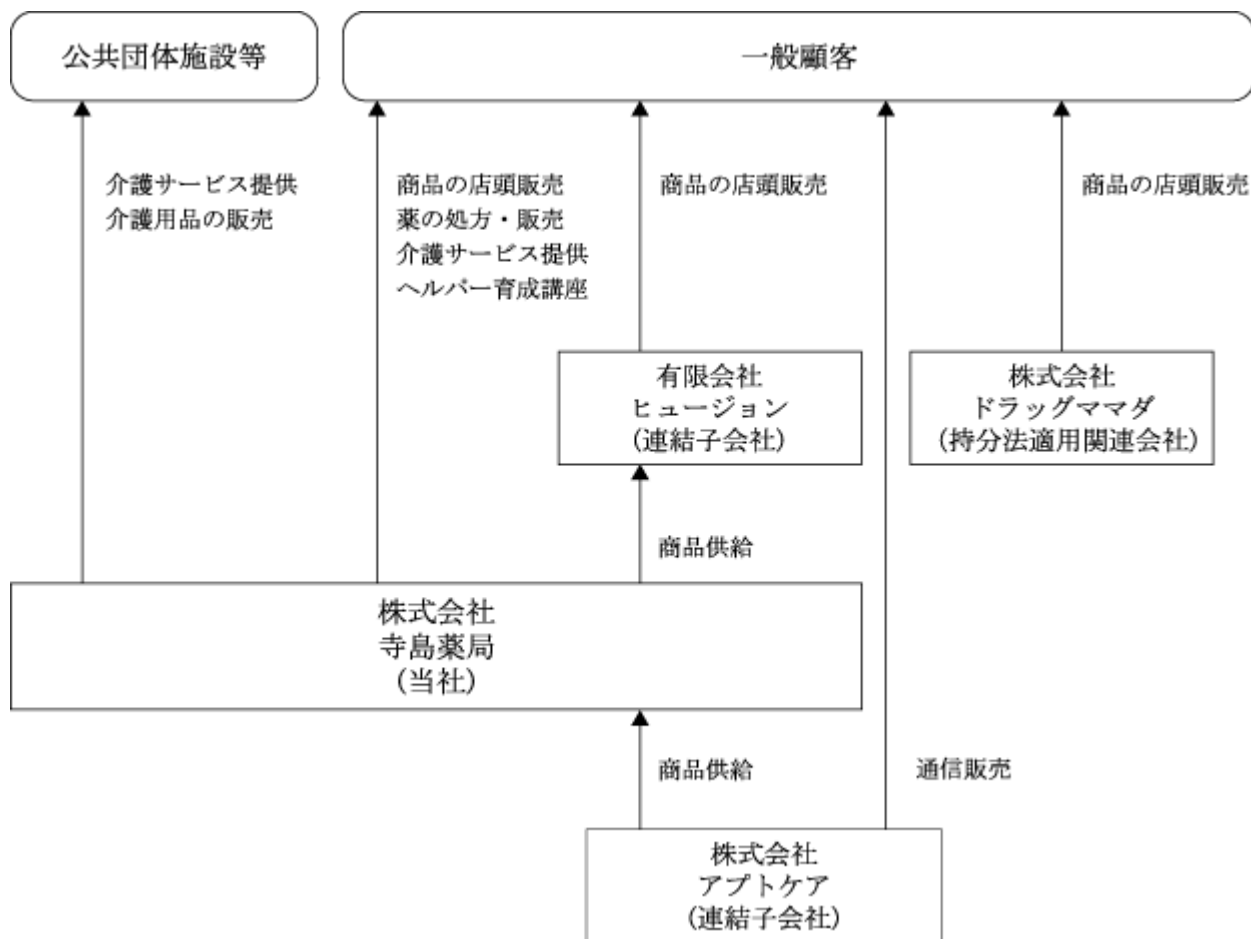 公共団体施設等
一般顧客
介護サービス提供
介護用品の販売
商品の店頭販売
薬の処方・販売
介護サービス提供
ヘルパー育成講座
商品の店頭販売
商品の店頭販売
有限会社
ヒュージョン
(連結子会社)
株式会社
ドラッグママダ
(持分法適用関連会社)
商品供給
株式会社
寺島薬局
(当社)
商品供給
通信販売
株式会社
アプトケア
(連結子会社)